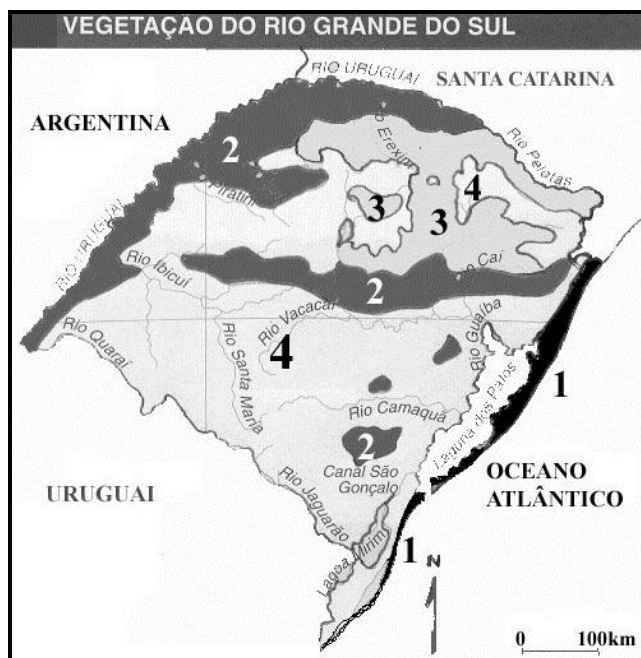 VEGETAÇÃO DO RIO GRANDE DO SUL
RIO URUGUAI
SANTA CATARINA
ARGENTINA
Erexim
Rio Pelotas
2
4
Piratini
3
3
RIO URUGUAI
Rio Ibicuí
Caí
2
Rio Vacacaí
Rio Guaíba
Rio Quaraí
4
Rio Santa Maria
1
Laguna dos Patos
Rio Camaquã
2
OCEANO
ATLÂNTICO
URUGUAI
Canal São
Gonçalo
Rio Jaguarão
1
N
Lagoa Mirim
0 100km